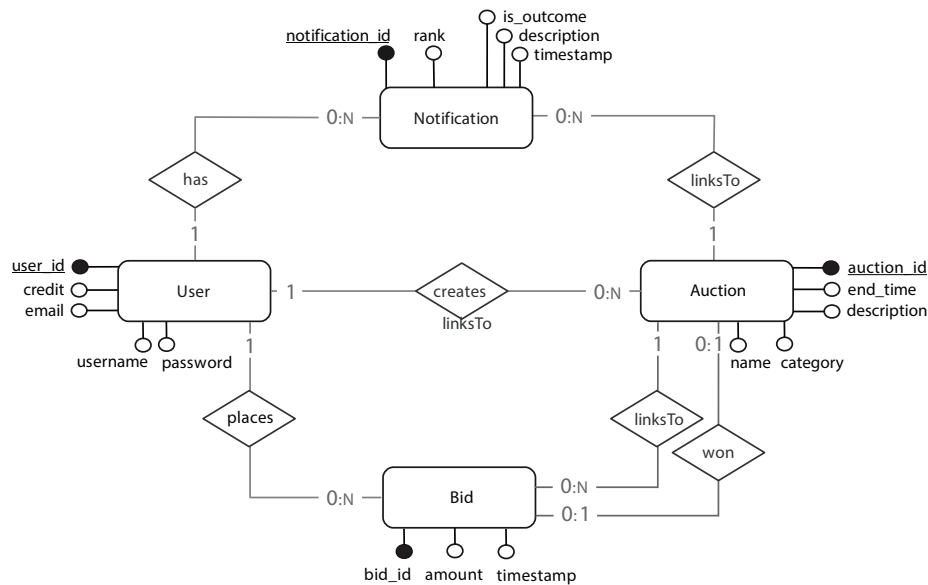 is_outcome
notification_id rank description
timestamp
0:N Notification 0:N
has linksTo
1 1
user_id auction_id
credit User 1 creates 0:N Auction end_time
email linksTo description
1 1 0:1
username password name category
places linksTo
won
0:N Bid 0:N
0:1
bid_id amount timestamp